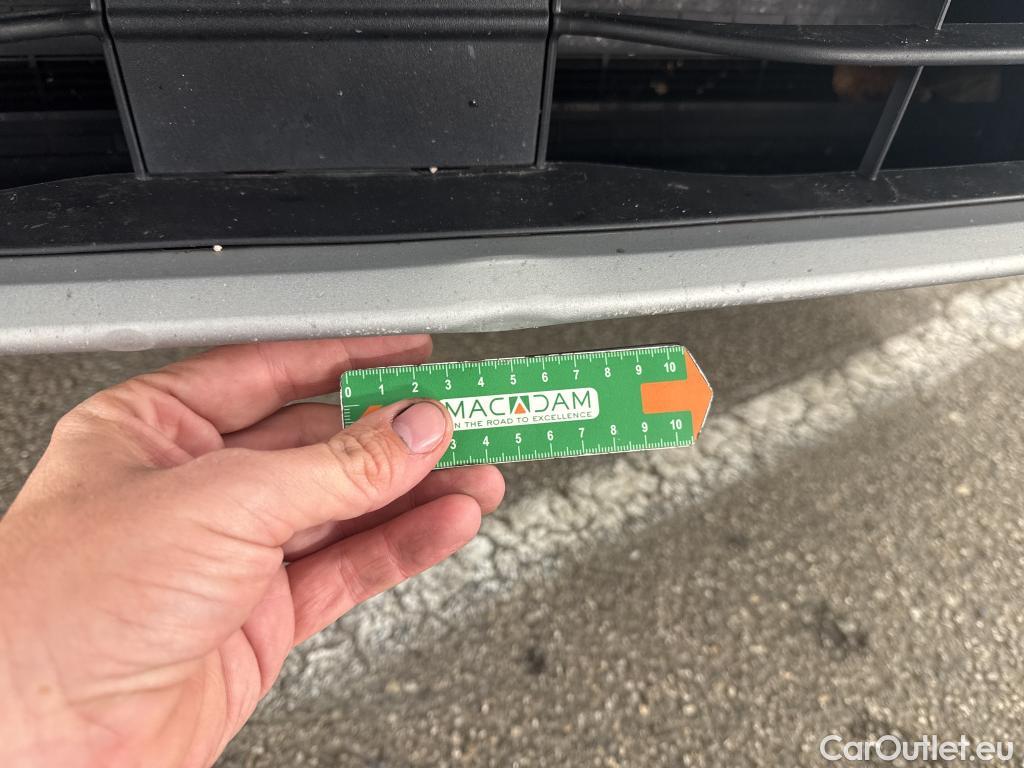 0 1 2 3 4 5 6 7 8 9 10
MACADAM
N THE ROAD TO EXCELLENCE
3 4 5 6 7 8 9 10
CarOutlet.eu